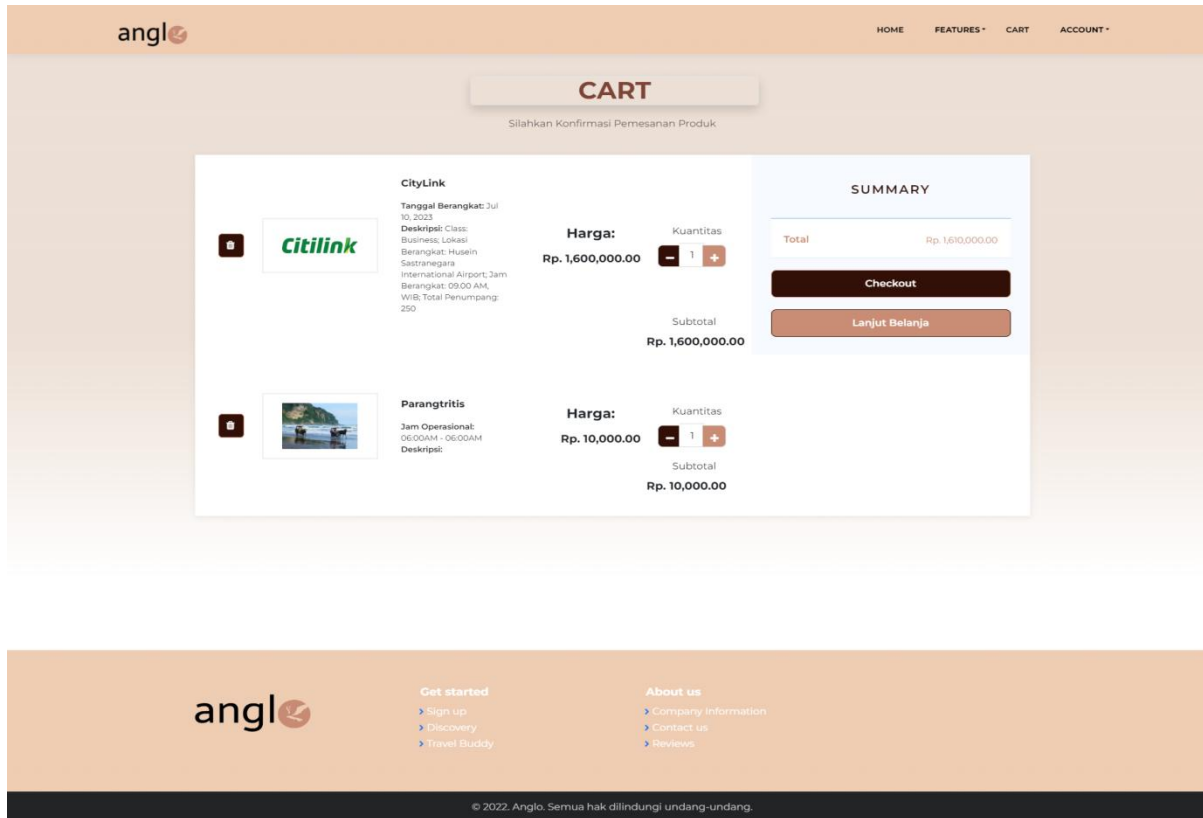 anglo
HOME FEATURES CART ACCOUNT
CART
Silahkan Konfirmasi Pemesanan Produk
CityLink
Tanggal Berangkat: Jul
10, 2023
Deskripsi: Class:
Business; Lokasi
Berangkat: Husein
Sastranegara
International Airport; Jam
Berangkat: 09.00 AM,
WIB; Total Penumpang:
250
Citilink
Harga:
Rp. 1,600,000.00
Kuantitas
1
Subtotal
Rp. 1,600,000.00
Parangtritis
Jam Operasional:
06:00AM - 06:00AM
Deskripsi:
Harga:
Rp. 10,000.00
Kuantitas
1
Subtotal
Rp. 10,000.00
SUMMARY
Total Rp. 1,610,000.00
Checkout
Lanjut Belanja
anglo
Get started
Sign up
Discovery
Travel Buddy
About us
Company Information
Contact us
Reviews
© 2022. Anglo. Semua hak dilindungi undang-undang.